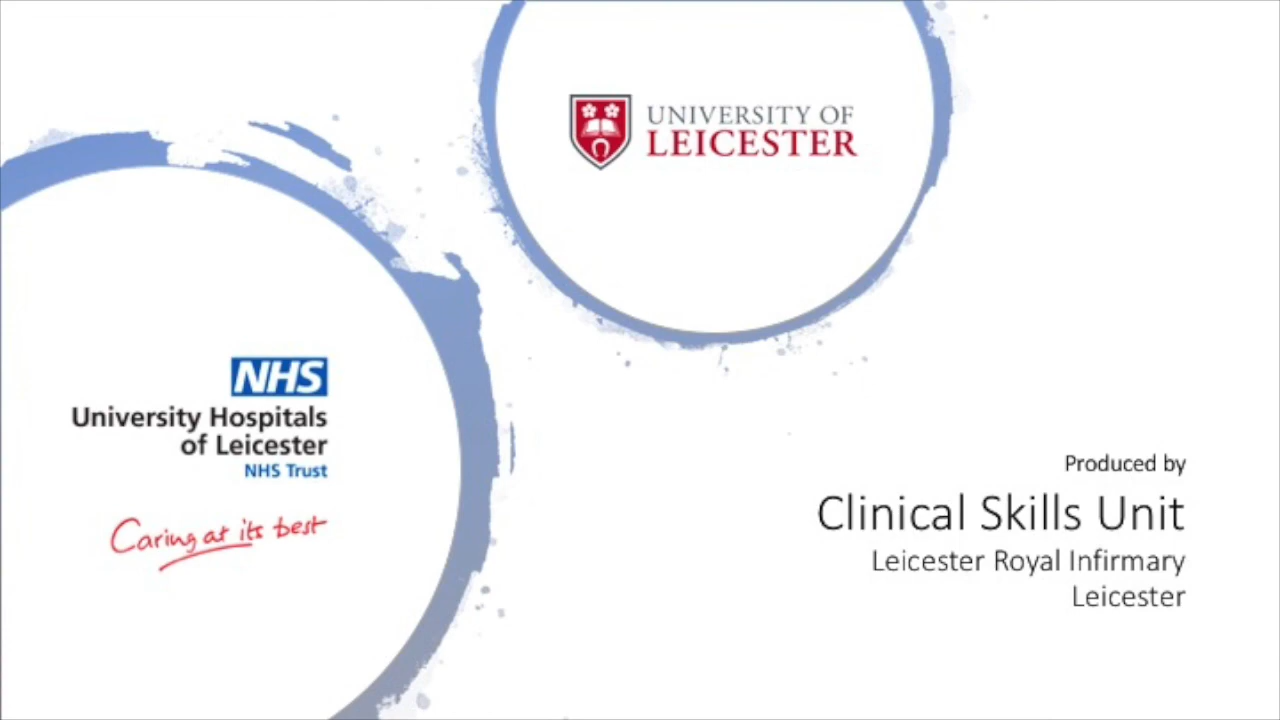 UNIVERSITY OF
LEICESTER
NHS
University Hospitals
of Leicester
NHS Trust
Caring at its best
Produced by
Clinical Skills Unit
Leicester Royal Infirmary
Leicester